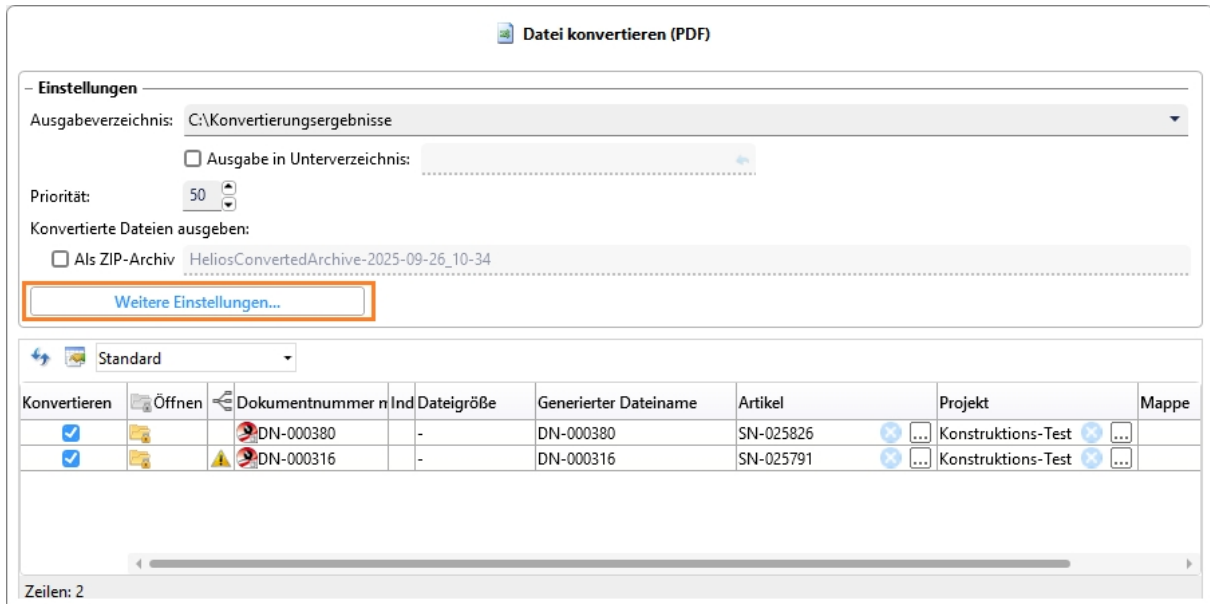 Datei konvertieren (PDF)
Einstellungen
Ausgabeverzeichnis: C:\Konvertierungsergebnisse
Ausgabe in Unterverzeichnis:
Priorität: 50
Konvertierte Dateien ausgeben:
Als ZIP-Archiv HeliosConvertedArchive-2025-09-26_10-34
Weitere Einstellungen...
Standard
Konvertieren Öffnen Dokumentnummer n Ind Dateigröße Generierter Dateiname Artikel Projekt Mappe
DN-000380 - DN-000380 SN-025826 ... Konstruktions-Test ...
DN-000316 - DN-000316 SN-025791 ... Konstruktions-Test ...
Zeilen: 2